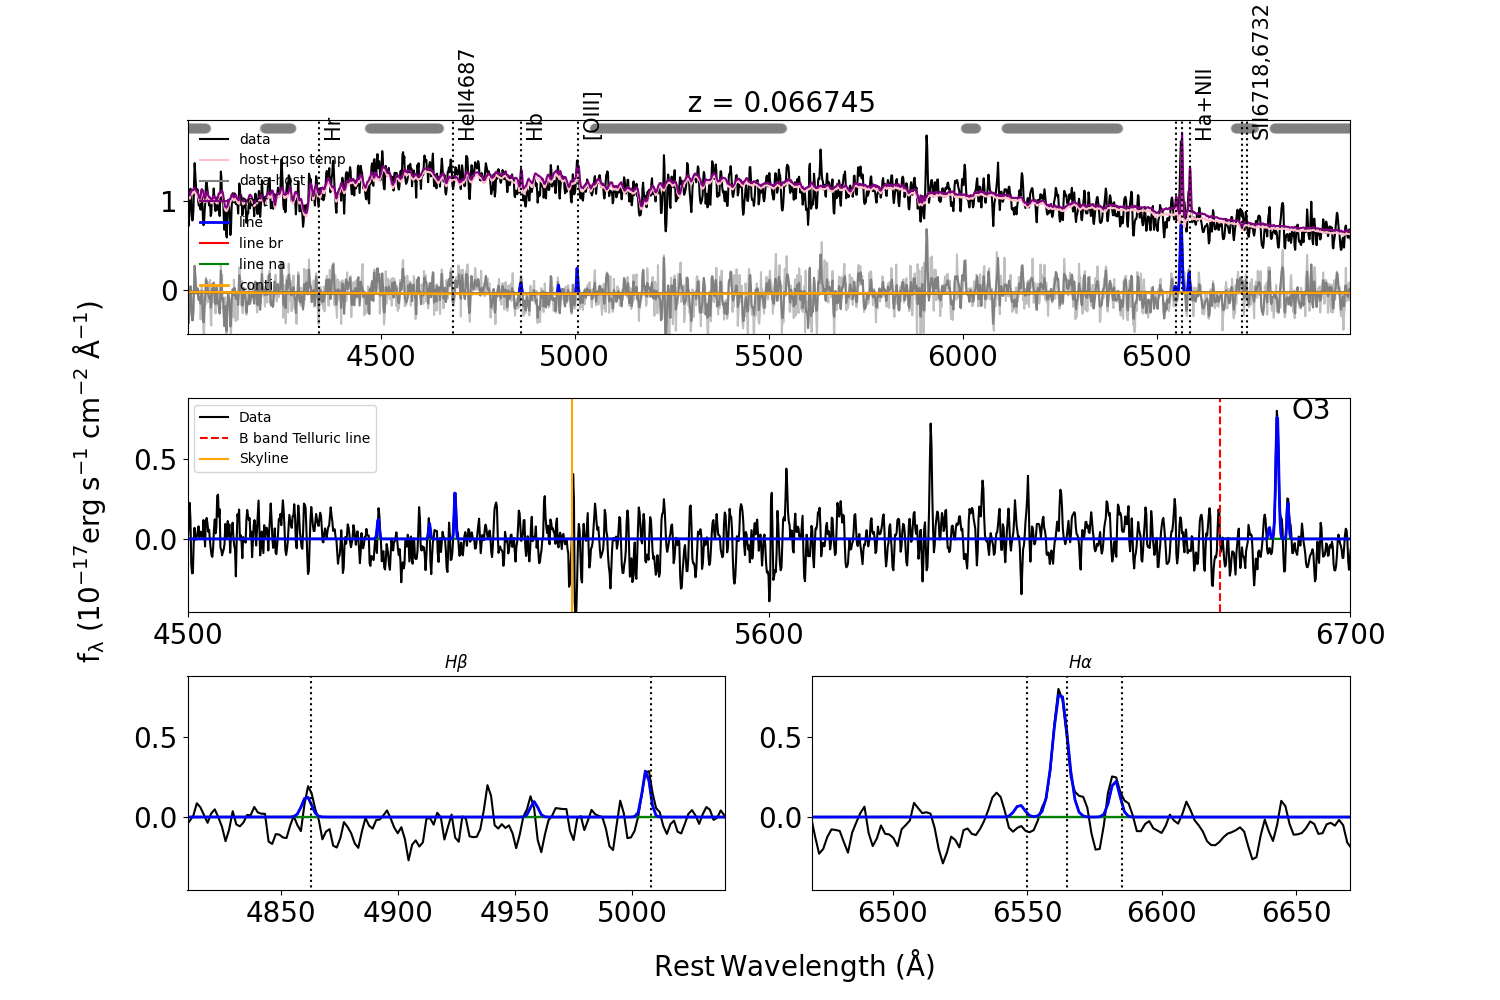 z = 0.066745
Hr
HeII4687
Hb
[OIII]
Ha+NII
SII6718,6732
data
host+qso temp
data-host
line
line br
line na
conti
1
0
4500 5000 5500 6000 6500
f_λ (10⁻¹⁷erg s⁻¹ cm⁻² Å⁻¹)
Data
B band Telluric line
Skyline
O3
0.5
0.0
4500 5600 6700
Hβ
0.5
0.0
4850 4900 4950 5000
Hα
0.5
0.0
6500 6550 6600 6650
Rest Wavelength (Å)